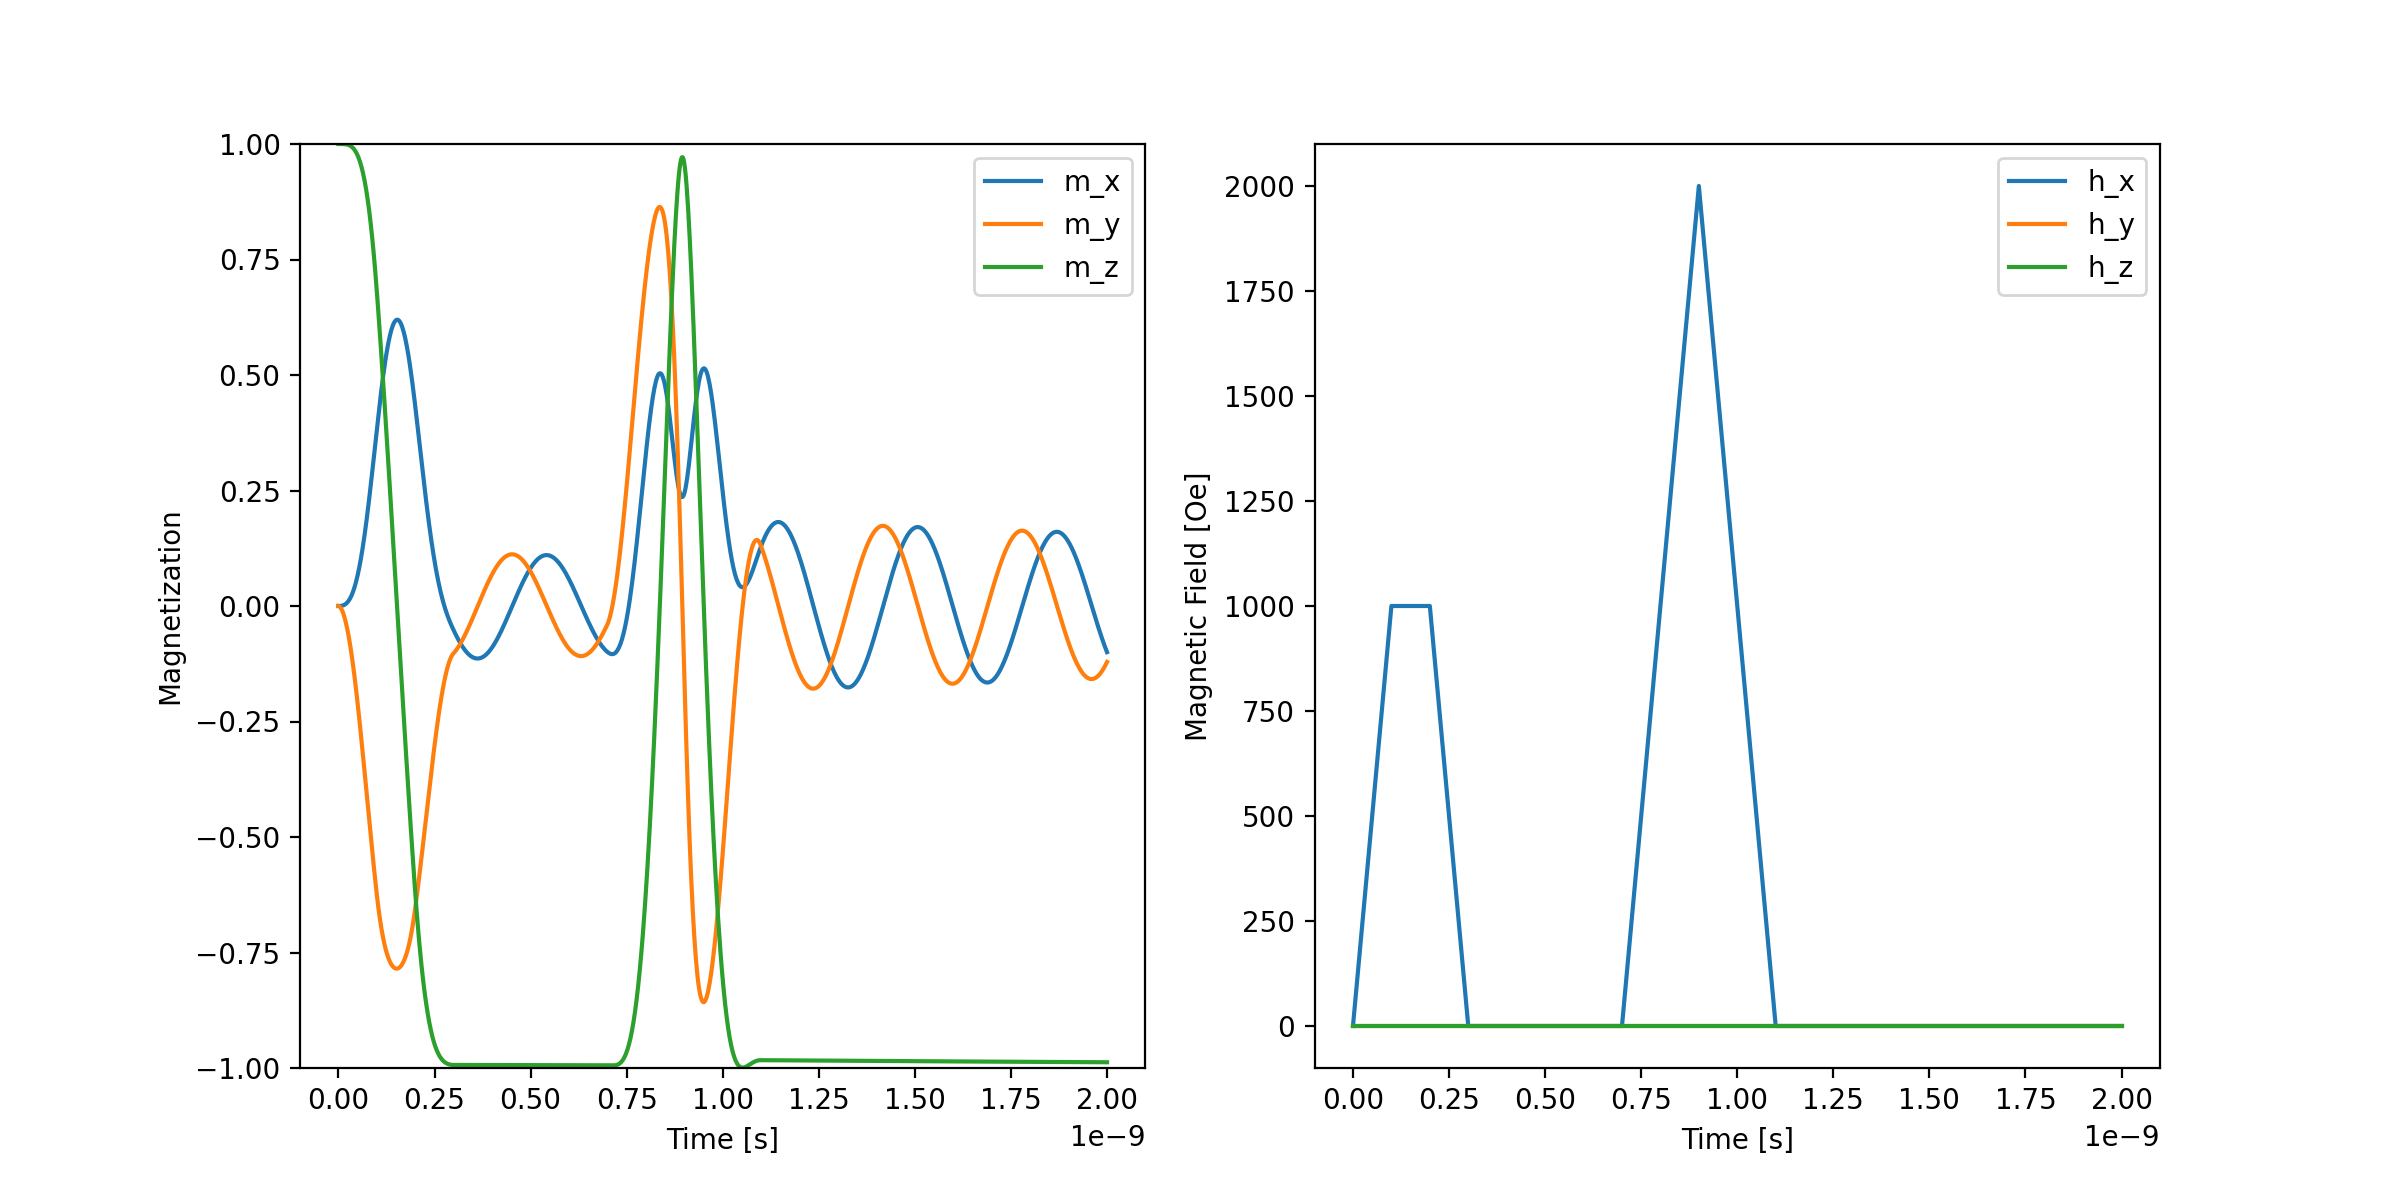 1.00
0.75
0.50
0.25
0.00
−0.25
−0.50
−0.75
−1.00
Magnetization
m_x
m_y
m_z
0.00 0.25 0.50 0.75 1.00 1.25 1.50 1.75 2.00
Time [s]
1e−9
2000
1750
1500
1250
1000
750
500
250
0
Magnetic Field [Oe]
h_x
h_y
h_z
0.00 0.25 0.50 0.75 1.00 1.25 1.50 1.75 2.00
Time [s]
1e−9